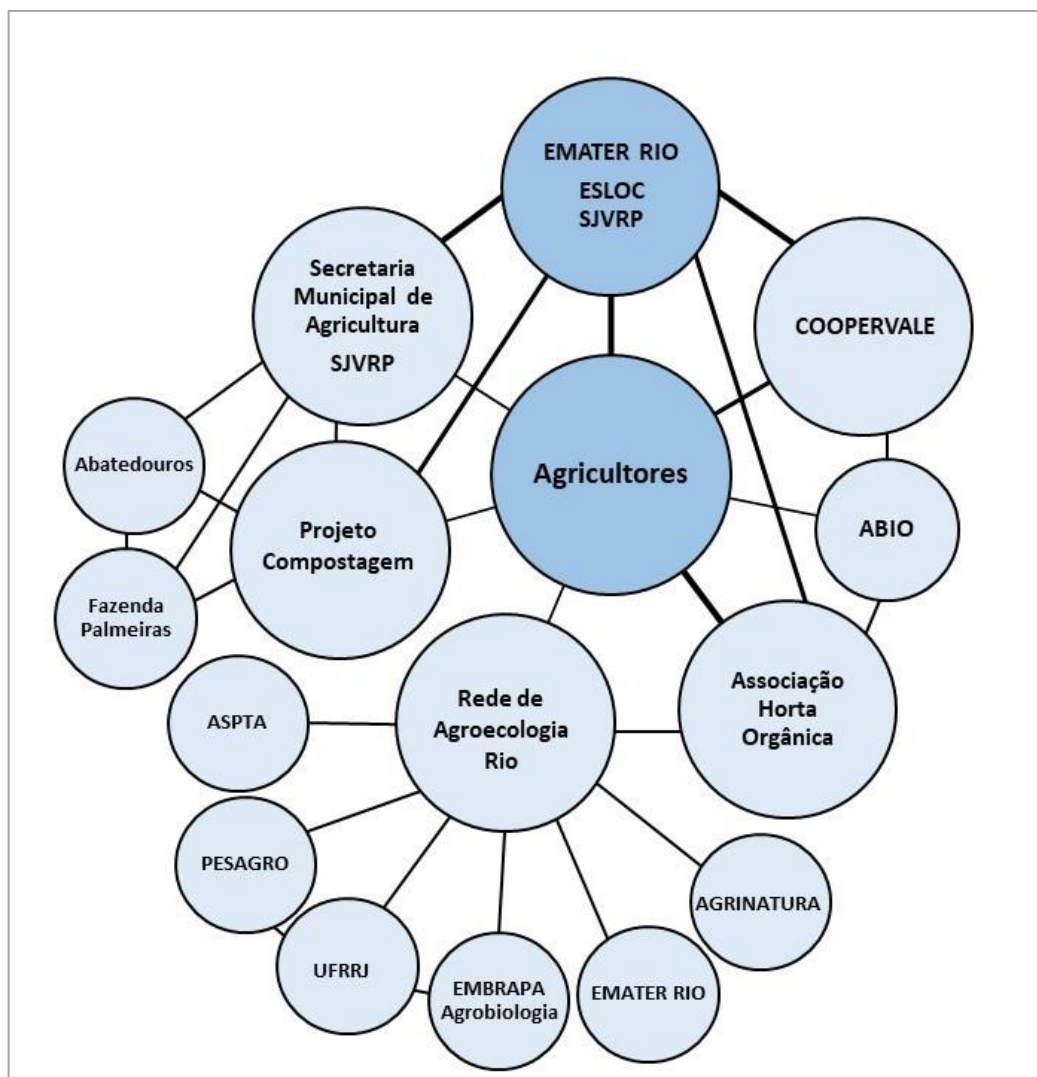 EMATER RIO
ESLOC
SJVRP
Secretaria
Municipal de
Agricultura
SJVRP
COOPERVALE
Abatedouros
Agricultores
Projeto
Compostagem
ABIO
Fazenda
Palmeiras
Rede de
Agroecologia
Rio
Associação
Horta
Orgânica
ASPTA
PESAGRO
AGRINATURA
UFRRJ
EMBRAPA
Agrobiologia
EMATER RIO